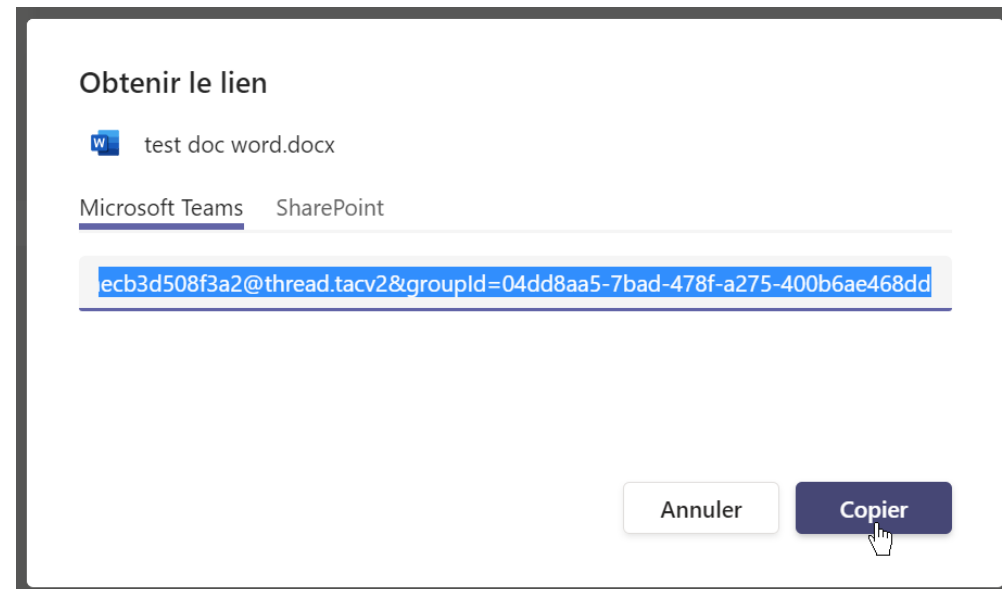 Obtenir le lien
W test doc word.docx
Microsoft Teams SharePoint
ecb3d508f3a2@thread.tacv2&groupId=04dd8aa5-7bad-478f-a275-400b6ae468dd
Annuler Copier